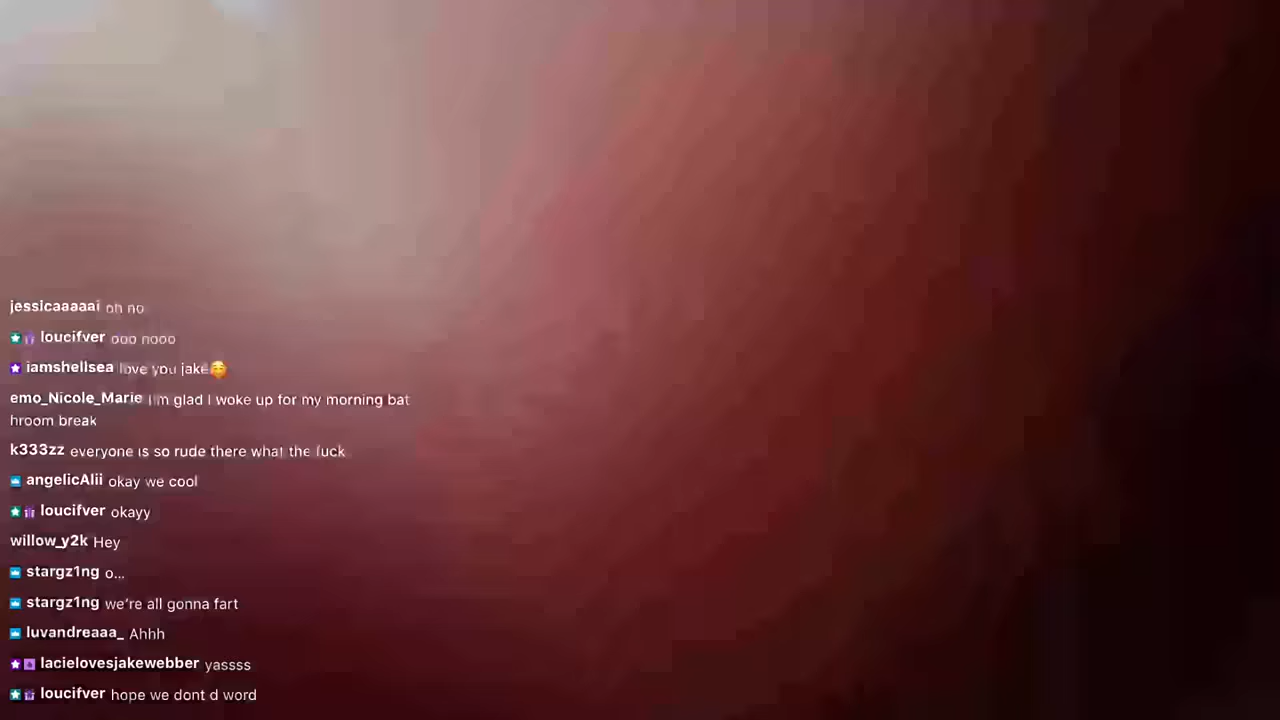 jessicaaaaai oh no
loucifver ooo nooo
iamshellsea love you jake🥰
emo_Nicole_Marie I'm glad I woke up for my morning bat
hroom break
k333zz everyone is so rude there what the fuck
angelicAlii okay we cool
loucifver okayy
willow_y2k Hey
stargz1ng o...
stargz1ng we're all gonna fart
luvandreaaa_ Ahhh
lacielovesjakewebber yassss
loucifver hope we dont d word